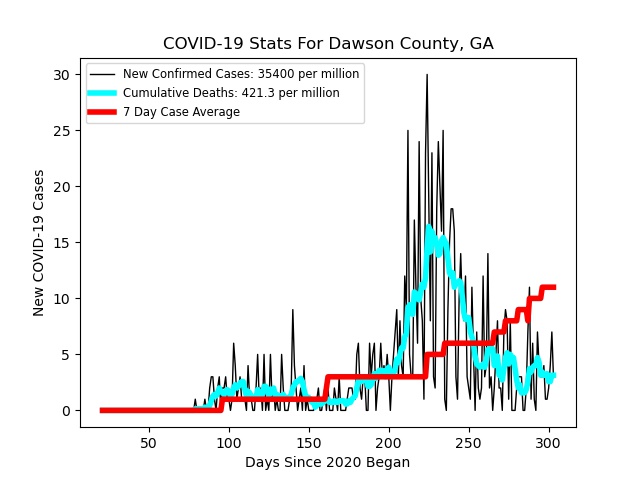 COVID-19 Stats For Dawson County, GA
New Confirmed Cases: 35400 per million
Cumulative Deaths: 421.3 per million
7 Day Case Average
New COVID-19 Cases
30
25
20
15
10
5
0
50 100 150 200 250 300
Days Since 2020 Began